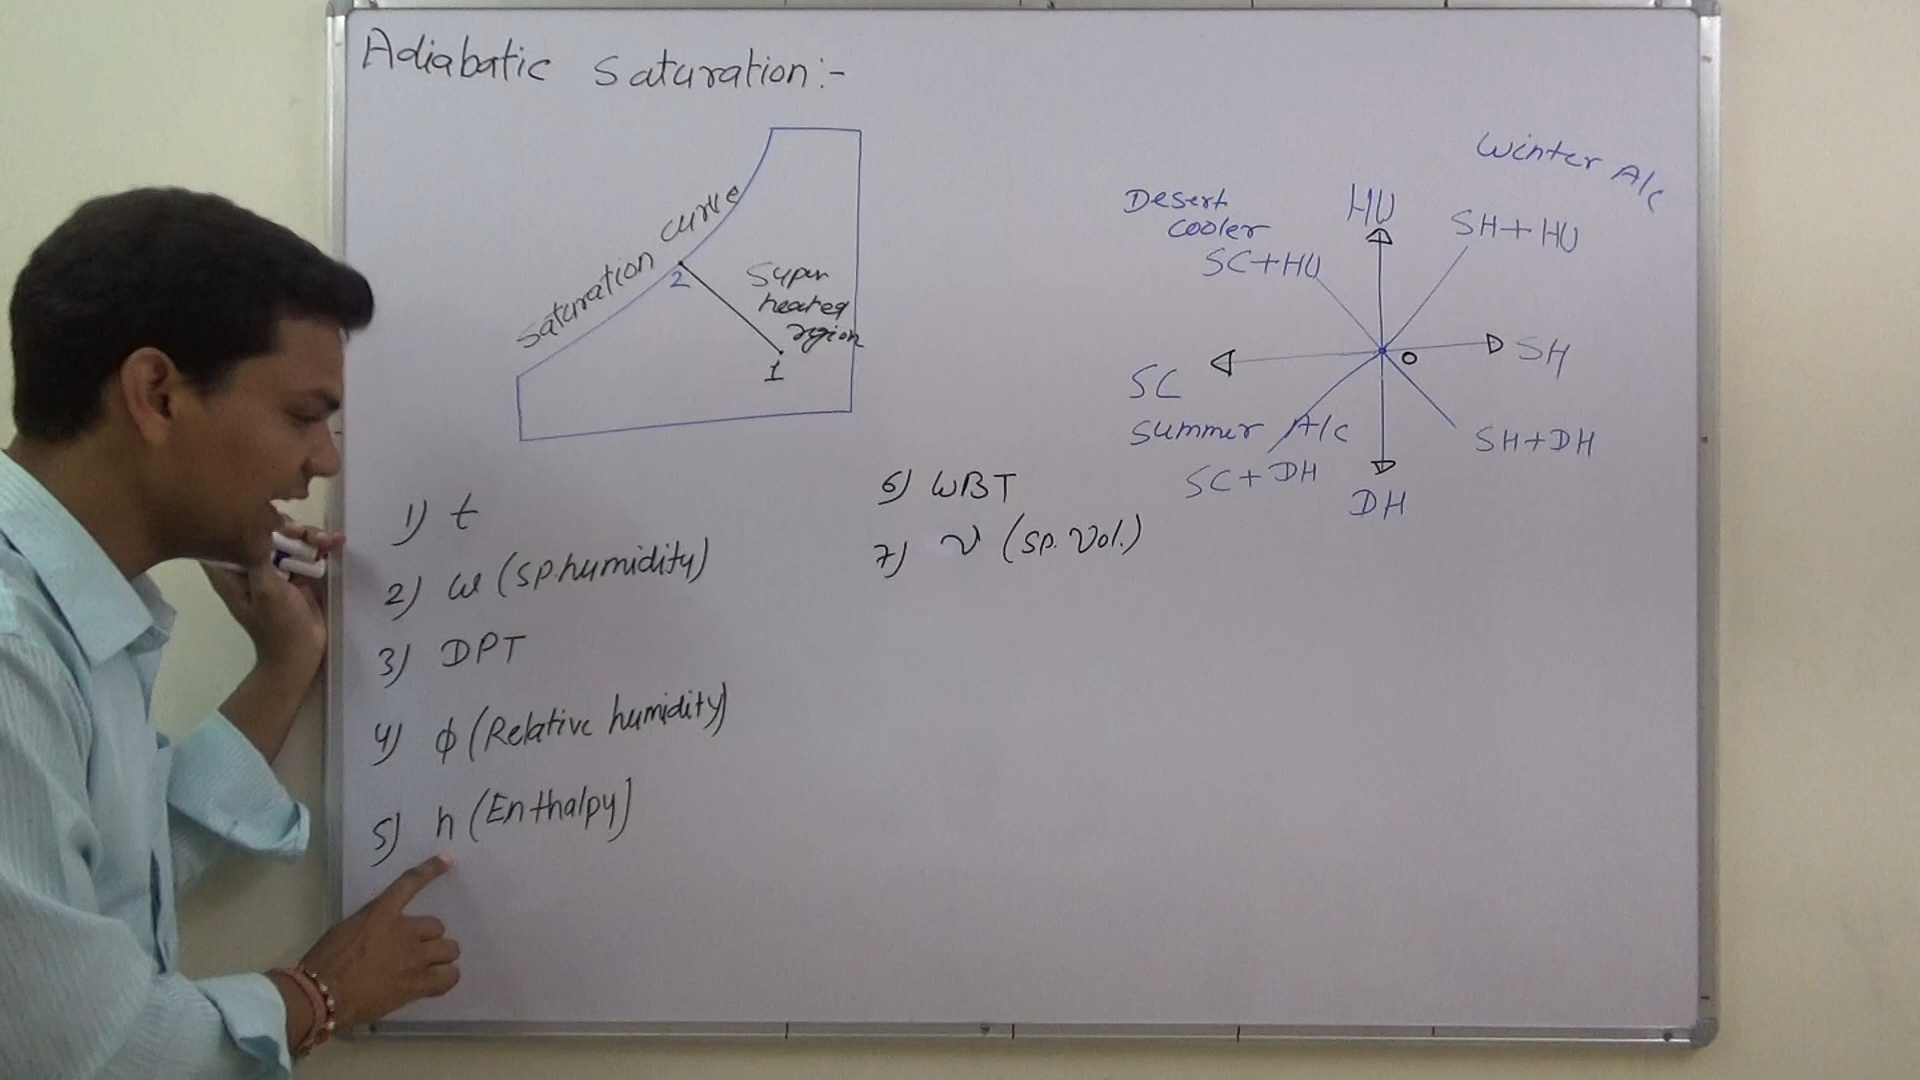 Adiabatic Saturation:-
Saturation curve
2
Super
heated
region
1
Winter A/c
Desert
cooler
SC+HU
HU
SH+HU
SC
O
SH
Summer A/c
SC+DH
DH
SH+DH
1) t
2) ω (sp.humidity)
3) DPT
4) ϕ (Relative humidity)
5) h (Enthalpy)
6) WBT
7) v (sp. vol.)